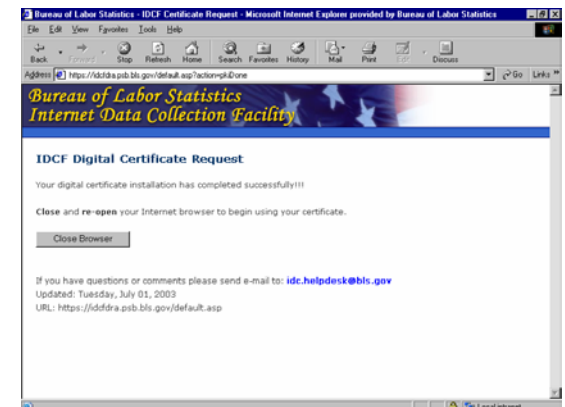 Bureau of Labor Statistics - IDCF Certificate Request - Microsoft Internet Explorer provided by Bureau of Labor Statistics
File Edit View Favorites Tools Help
Back Forward Stop Refresh Home Search Favorites History Mail Print Edit Discuss
Address https://idcfdra.psb.bls.gov/default.asp?action=pkiDone Go Links »
Bureau of Labor Statistics
Internet Data Collection Facility
IDCF Digital Certificate Request
Your digital certificate installation has completed successfully!!!
Close and re-open your Internet browser to begin using your certificate.
Close Browser
If you have questions or comments please send e-mail to: idc.helpdesk@bls.gov
Updated: Tuesday, July 01, 2003
URL: https://idcfdra.psb.bls.gov/default.asp
Local intranet